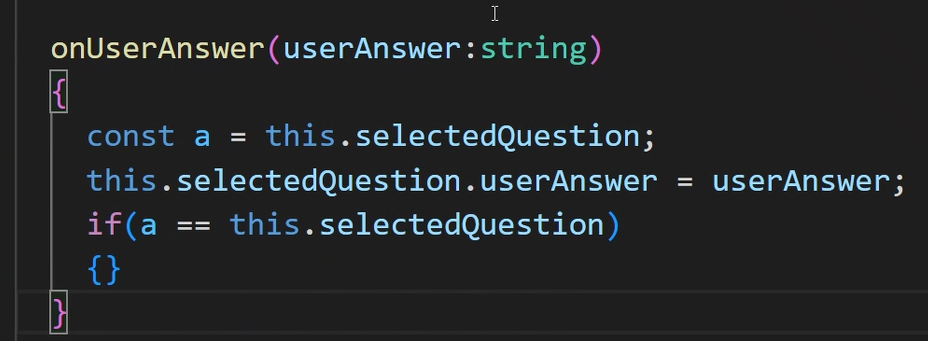 onUserAnswer(userAnswer:string)
{
const a = this.selectedQuestion;
this.selectedQuestion.userAnswer = userAnswer;
if(a == this.selectedQuestion)
{}
}